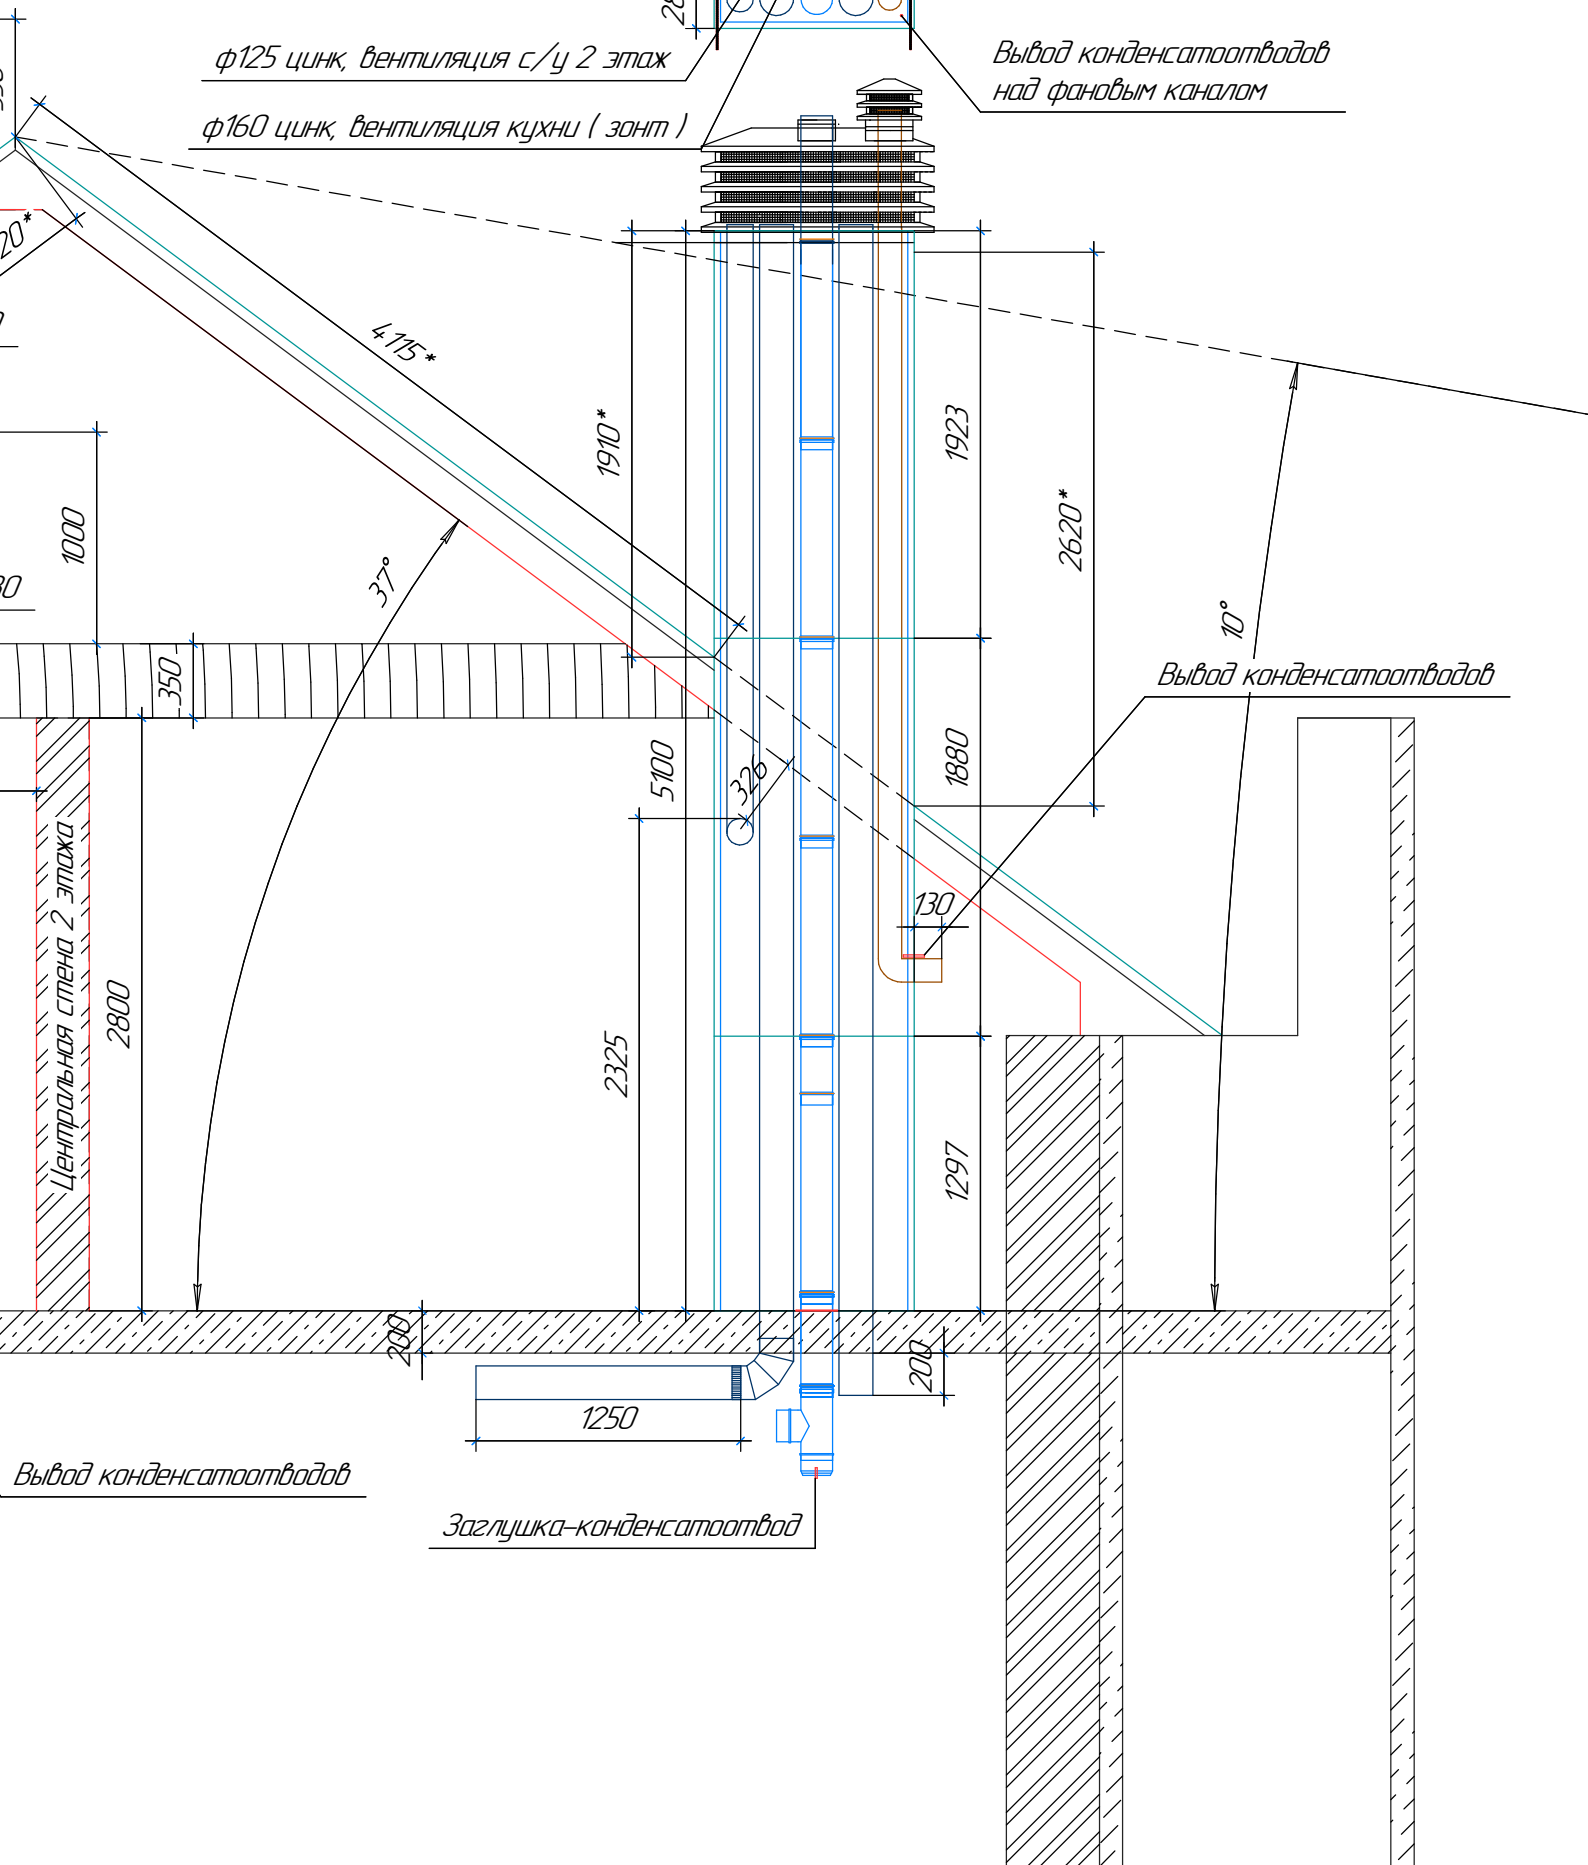 ф125 цинк, вентиляция с/у 2 этаж
Вывод конденсатоотводов
над фановым каналом
ф160 цинк, вентиляция кухни ( зонт )
20*
4115*
1910*
1923
2620*
1000
37°
10°
350
Вывод конденсатоотводов
5100
326
1880
Центральная стена 2 этажа
130
2800
2325
1297
200
200
1250
Вывод конденсатоотводов
Заглушка-конденсатоотвод